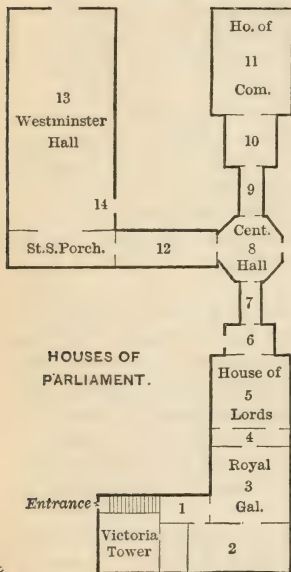 Ho. of
11
Com.
13
Westminster
Hall
10
14
9
St.S.Porch.
12
Cent.
8
Hall
7
6
HOUSES OF
PARLIAMENT.
House of
5
Lords
4
Royal
3
Gal.
Entrance
1
Victoria
Tower
2